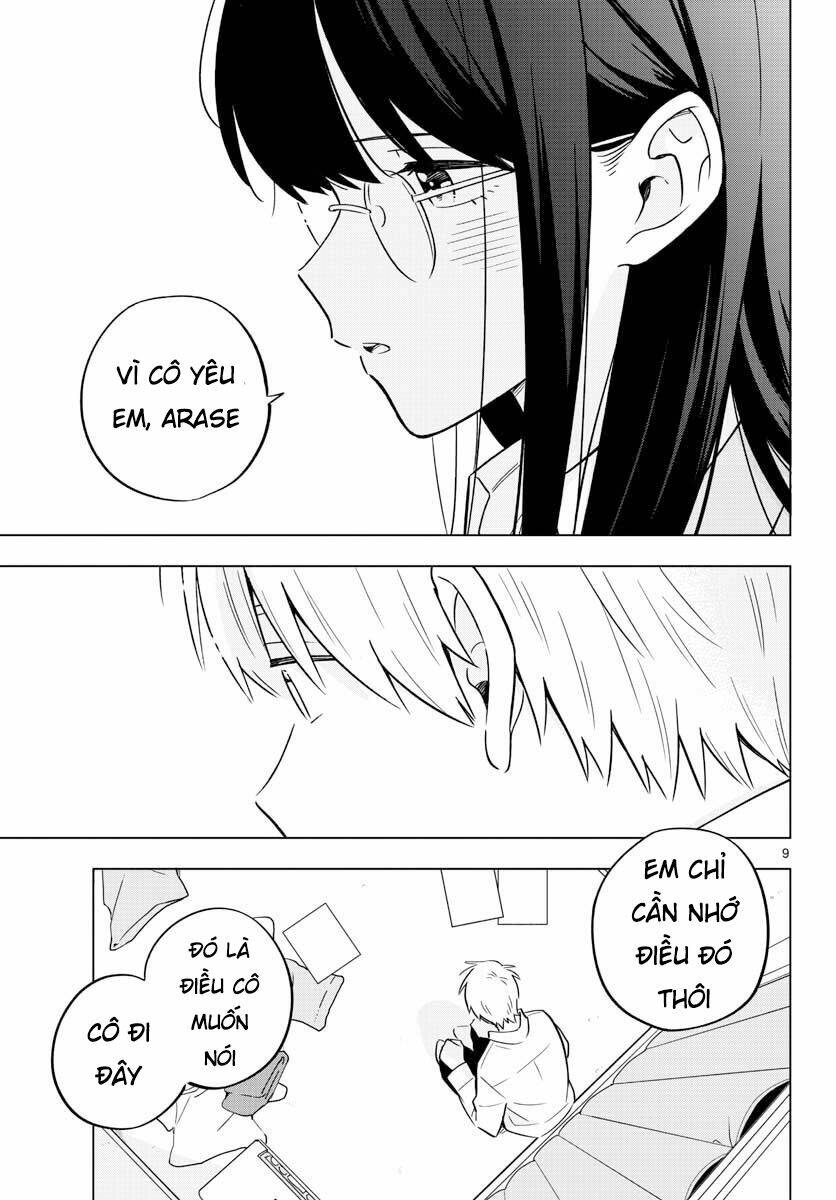 VÌ CÔ YÊU
EM, ARASE
9
EM CHỈ
CẦN NHỚ
ĐIỀU ĐÓ
THÔI
ĐÓ LÀ
ĐIỀU CÔ
MUỐN
NÓI
CÔ ĐI
ĐÂY